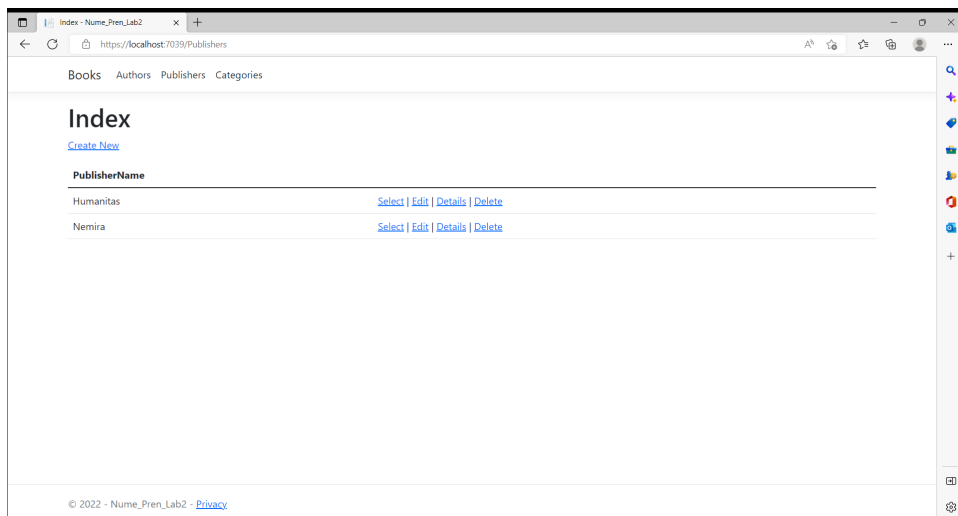 Index - Nume_Pren_Lab2
https://localhost:7039/Publishers
Books Authors Publishers Categories
Index
Create New
PublisherName
Humanitas Select | Edit | Details | Delete
Nemira Select | Edit | Details | Delete
© 2022 - Nume_Pren_Lab2 - Privacy